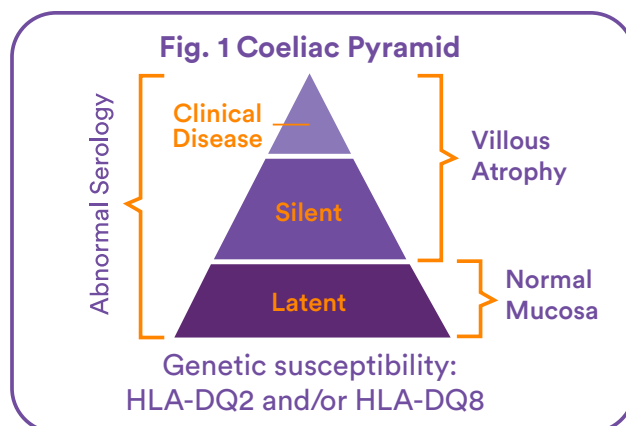 Fig. 1 Coeliac Pyramid
Abnormal Serology
Clinical
Disease
Villous
Atrophy
Silent
Latent
Normal
Mucosa
Genetic susceptibility:
HLA-DQ2 and/or HLA-DQ8